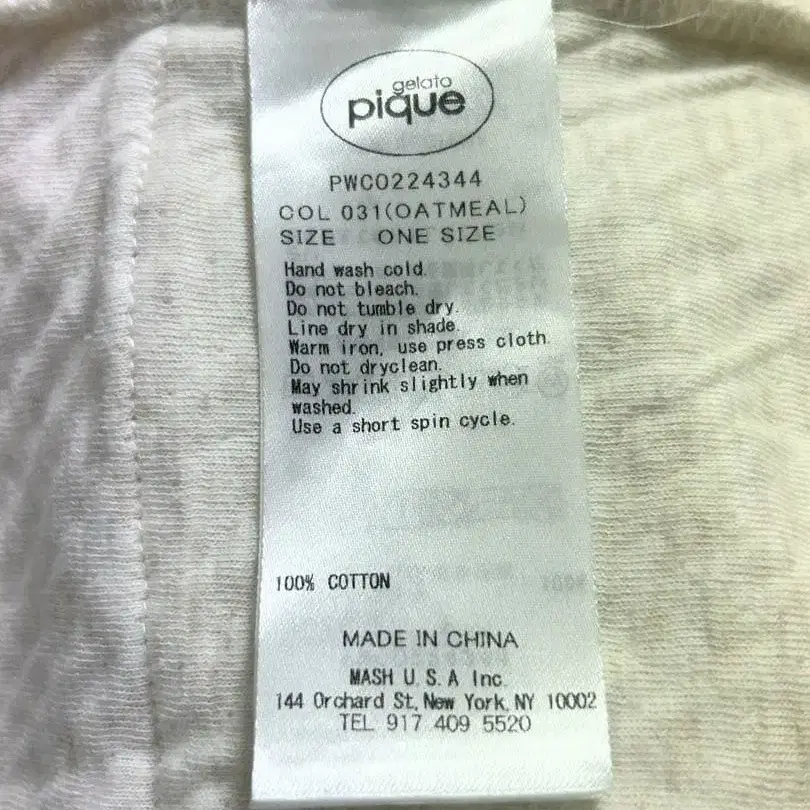 gelato
pique
PWC0224344
COL 031(OATMEAL)
SIZE ONE SIZE
Hand wash cold.
Do not bleach.
Do not tumble dry.
Line dry in shade.
Warm iron, use press cloth.
Do not dryclean.
May shrink slightly when
washed.
Use a short spin cycle.
100% COTTON
MADE IN CHINA
MASH U.S.A Inc.
144 Orchard St, New York, NY 10002
TEL 917 409 5520